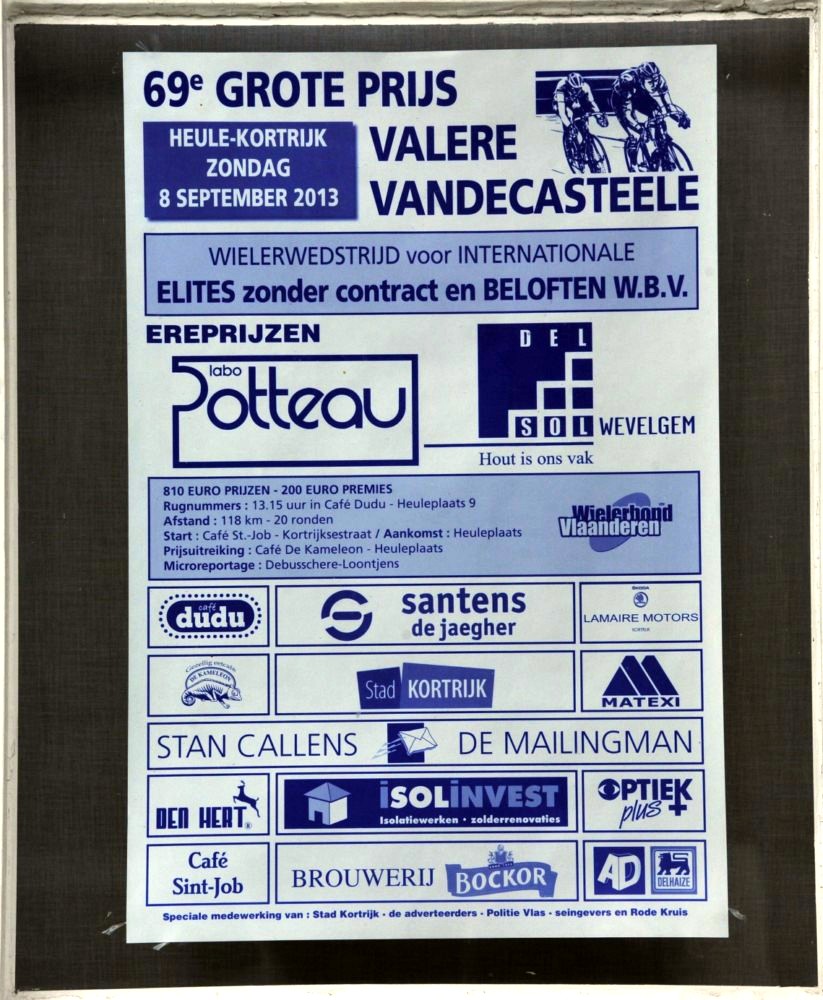 69e GROTE PRIJS
HEULE-KORTRIJK
ZONDAG
8 SEPTEMBER 2013
VALERE
VANDECASTEELE
WIELERWEDSTRIJD voor INTERNATIONALE
ELITES zonder contract en BELOFTEN W.B.V.
EREPRIJZEN
labo
Potteau
DEL
SOL WEVELGEM
Hout is ons vak
810 EURO PRIJZEN - 200 EURO PREMIES
Rugnummers : 13.15 uur in Café Dudu - Heuleplaats 9
Afstand : 118 km - 20 ronden
Start : Café St.-Job - Kortrijksestraat / Aankomst : Heuleplaats
Prijsuitreiking : Café De Kameleon - Heuleplaats
Microreportage : Debusschere-Loontjens
Wielerbond
Vlaanderen
café
dudu
santens
de jaegher
SKODA
LAMAIRE MOTORS
KORTRIJK
Gezellig eetcafe
DE KAMELEON
Stad KORTRIJK
MATEXI
STAN CALLENS DE MAILINGMAN
DEN HERT
iSOLiNVEST
Isolatiewerken • zolderrenovaties
OPTIEK
plus +
Café
Sint-Job
BROUWERIJ BOCKOR
AD DELHAIZE
Speciale medewerking van : Stad Kortrijk - de adverteerders - Politie Vlas - seingevers en Rode Kruis